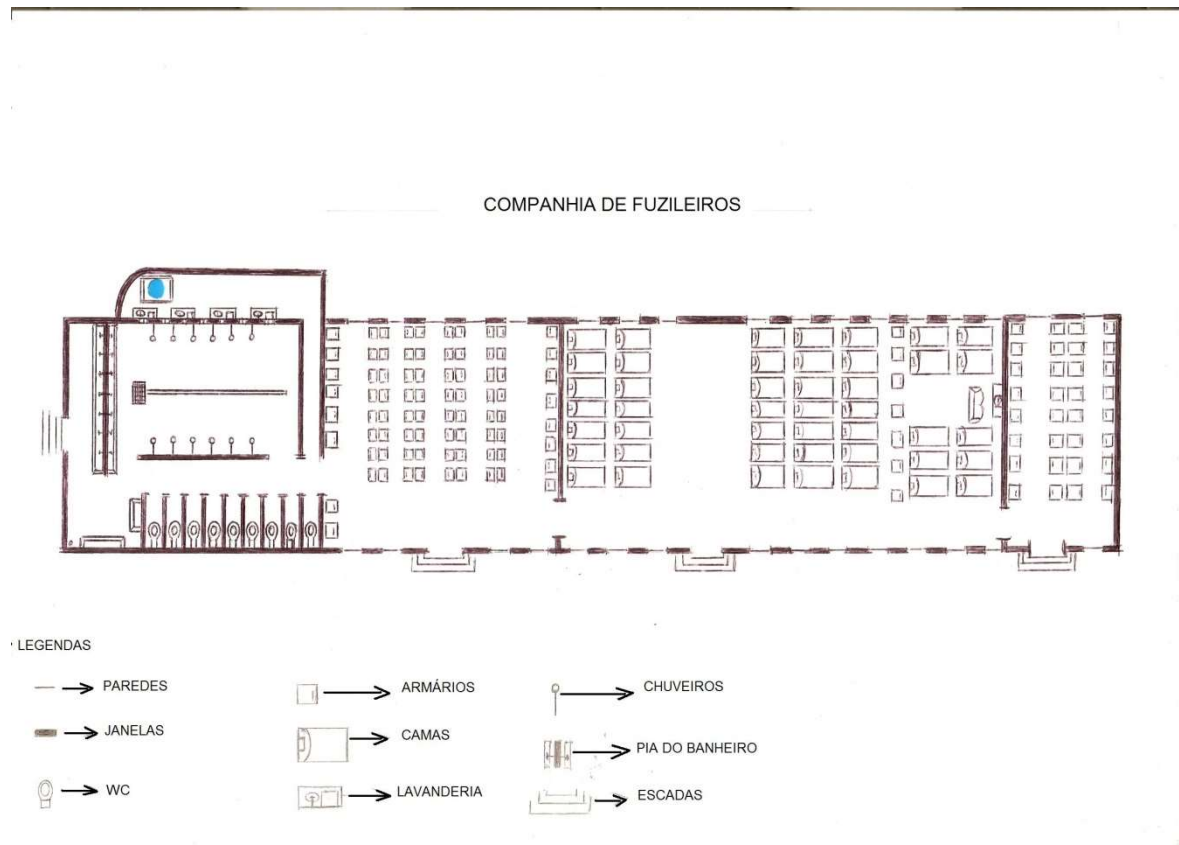 COMPANHIA DE FUZILEIROS
LEGENDAS
PAREDES
ARMÁRIOS
CHUVEIROS
JANELAS
CAMAS
PIA DO BANHEIRO
WC
LAVANDERIA
ESCADAS